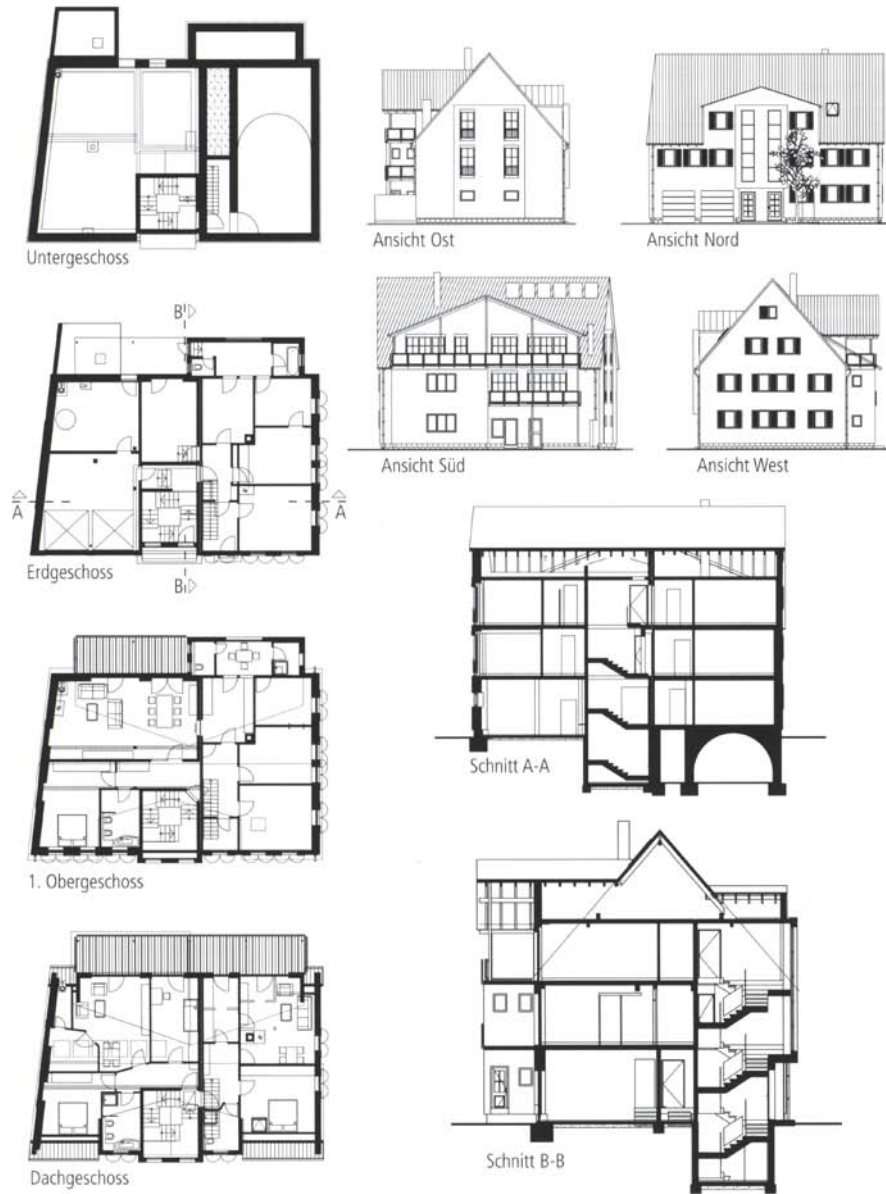 Untergeschoss
Ansicht Ost
Ansicht Nord
B
Ansicht Süd
Ansicht West
A
A
B
Erdgeschoss
Schnitt A-A
1. Obergeschoss
Schnitt B-B
Dachgeschoss